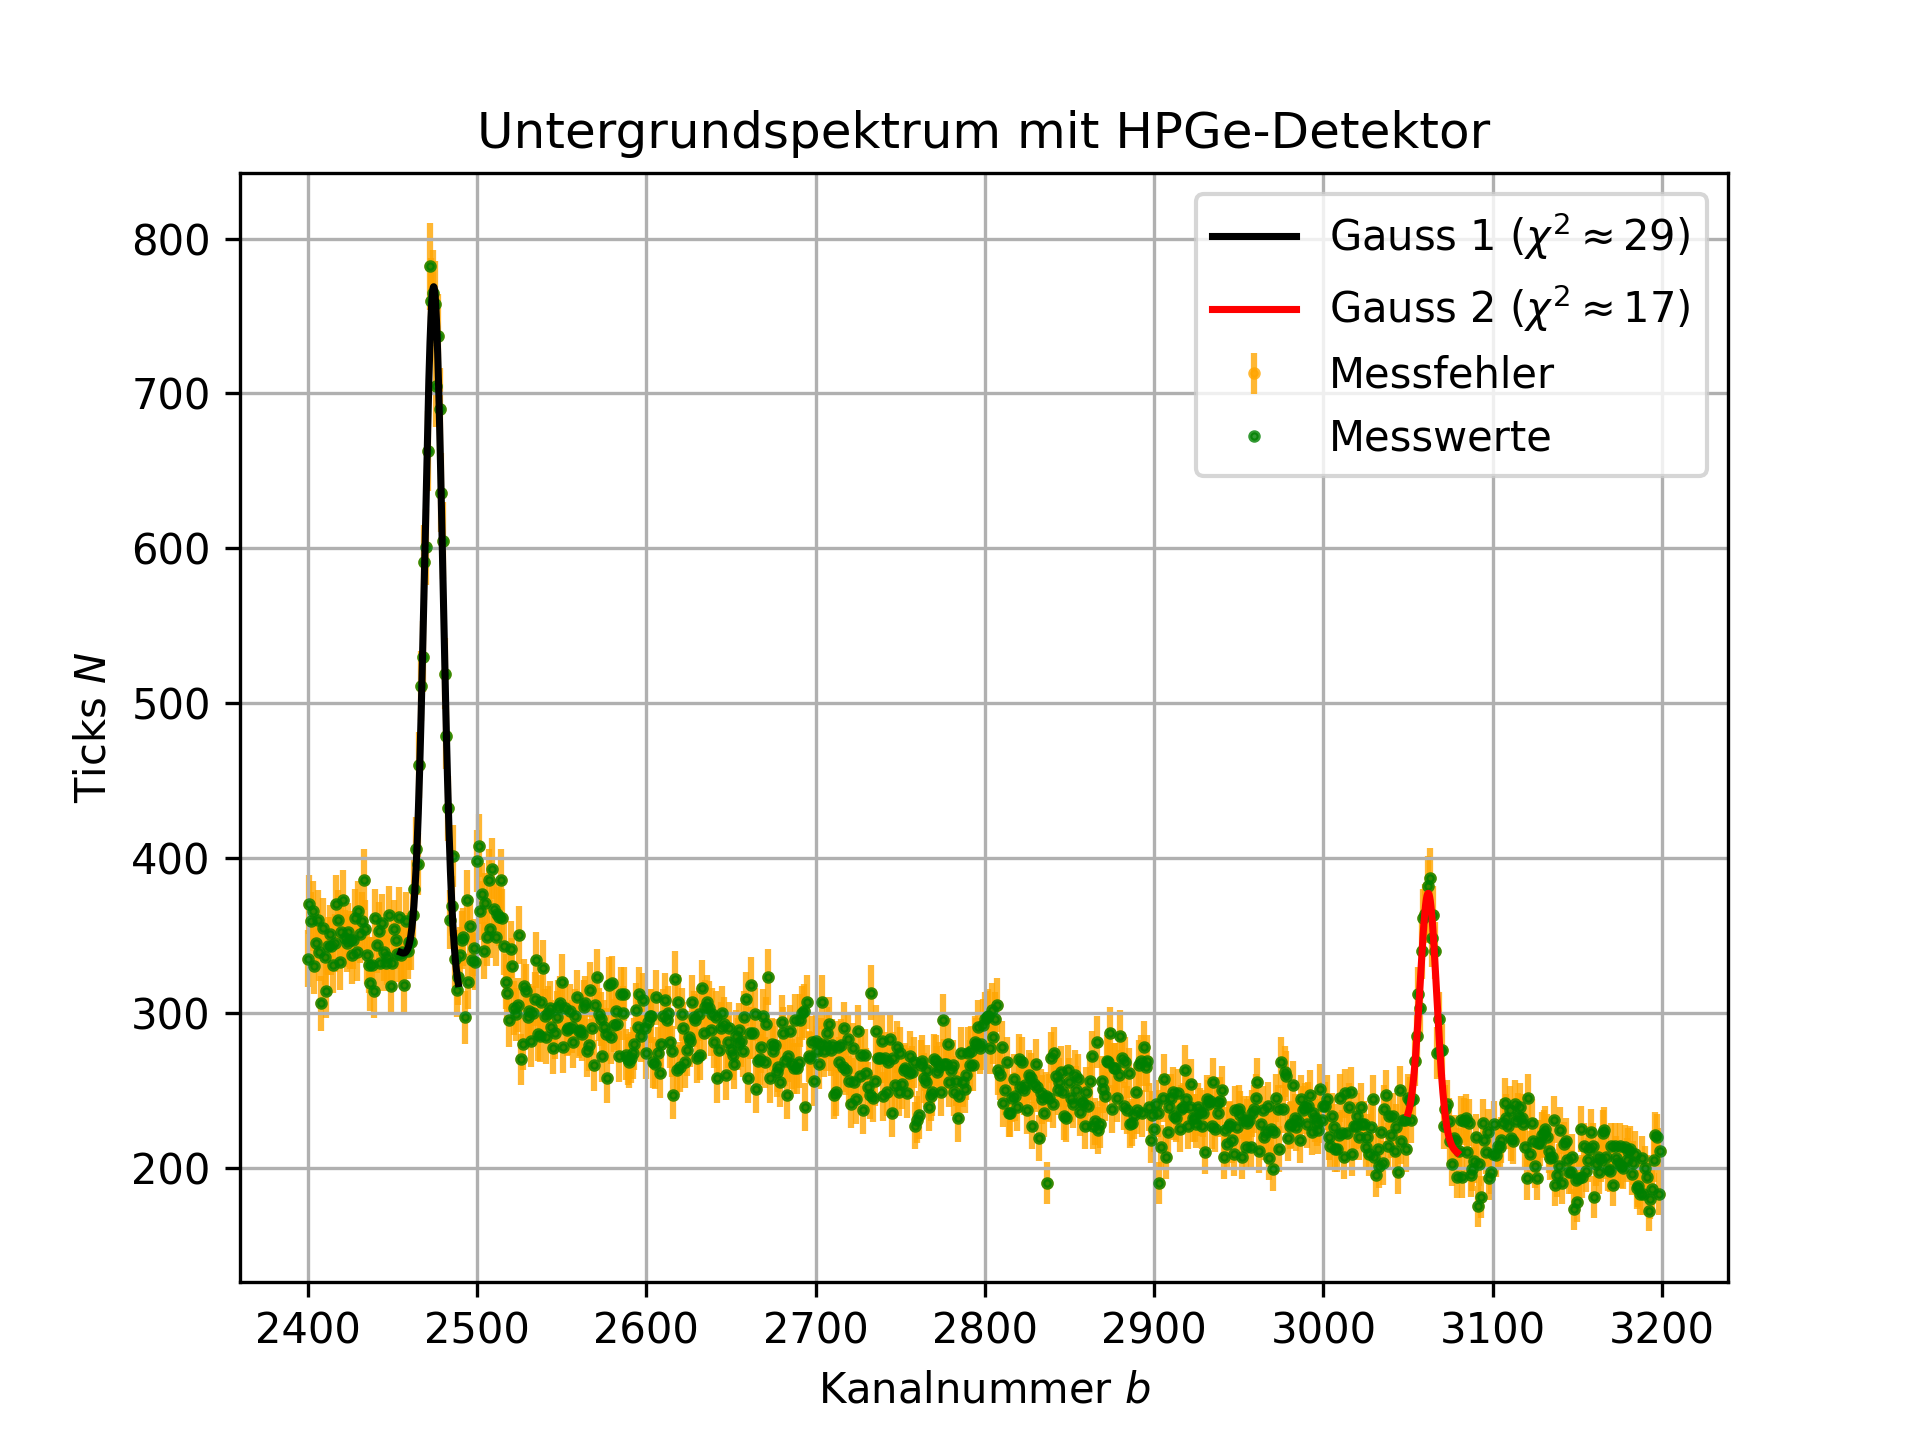 Untergrundspektrum mit HPGe-Detektor
Gauss 1 (χ² ≈ 29)
Gauss 2 (χ² ≈ 17)
Messfehler
Messwerte
800
700
600
500
400
300
200
Ticks N
2400 2500 2600 2700 2800 2900 3000 3100 3200
Kanalnummer b